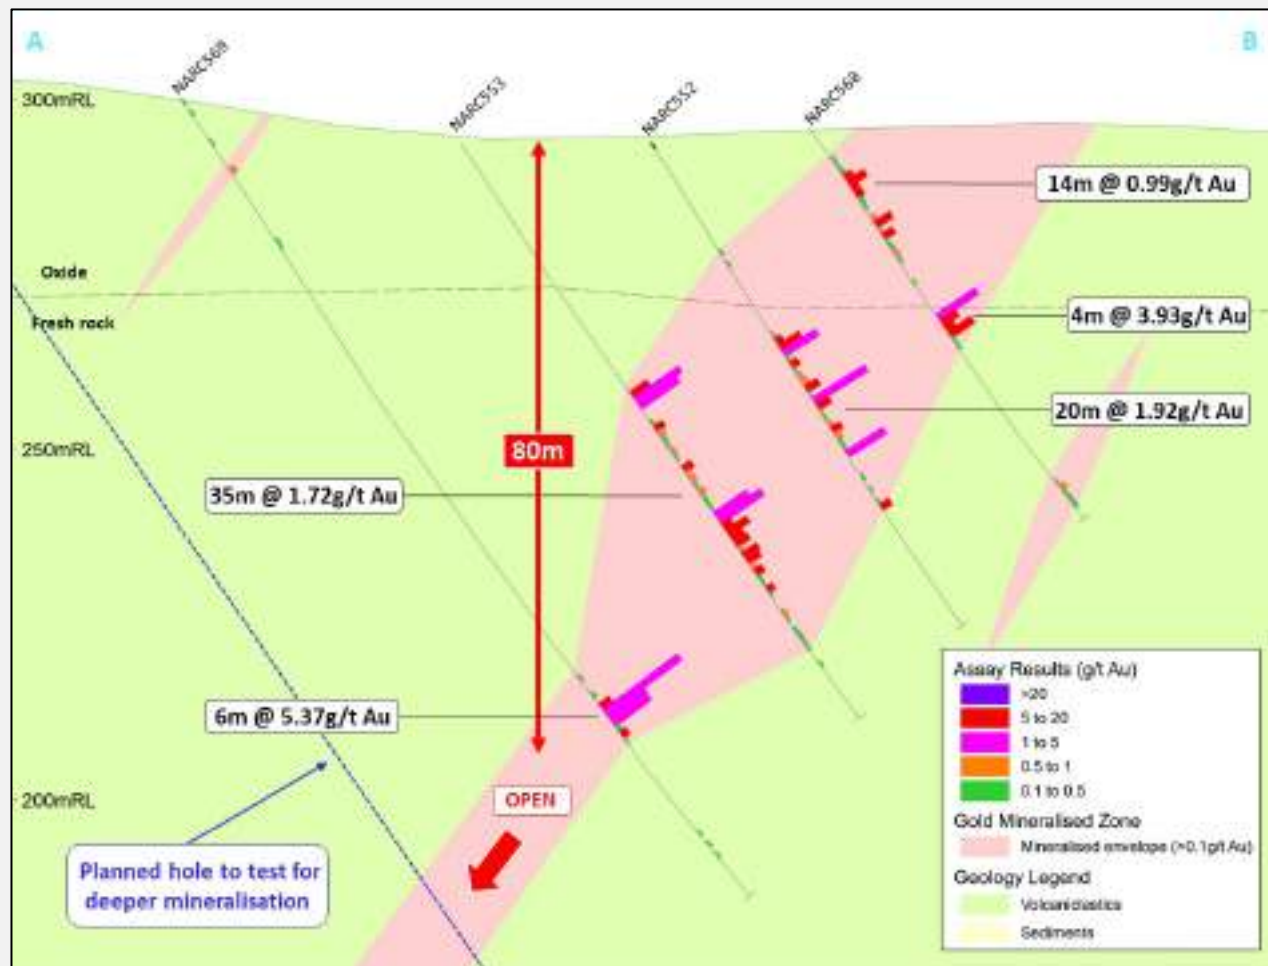 A
B
NARC569
NARC553
NARC552
NARC568
300mRL
14m @ 0.99g/t Au
Oxide
Fresh rock
4m @ 3.93g/t Au
20m @ 1.92g/t Au
250mRL
80m
35m @ 1.72g/t Au
6m @ 5.37g/t Au
200mRL
OPEN
Planned hole to test for
deeper mineralisation
Assay Results (g/t Au)
>20
5 to 20
1 to 5
0.5 to 1
0.1 to 0.5
Gold Mineralised Zone
Mineralised envelope (>0.1g/t Au)
Geology Legend
Volcaniclastics
Sediments